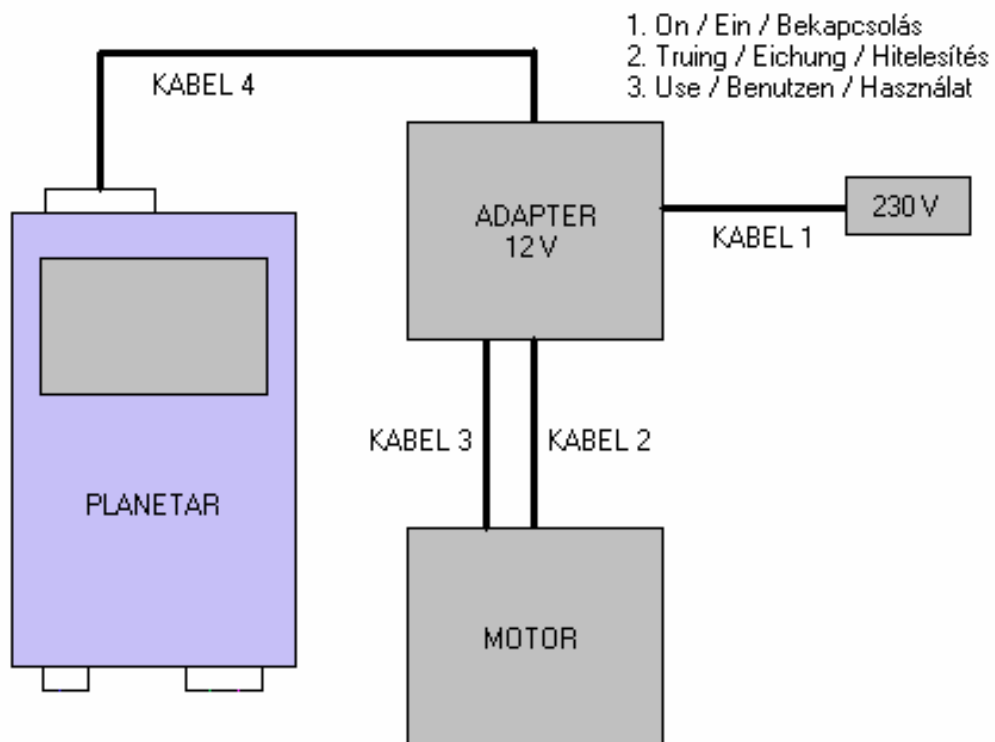 1. On / Ein / Bekapcsolás
2. Truing / Eichung / Hitelesítés
3. Use / Benutzen / Használat
KABEL 4
ADAPTER
12 V
230 V
KABEL 1
KABEL 3
KABEL 2
PLANETAR
MOTOR